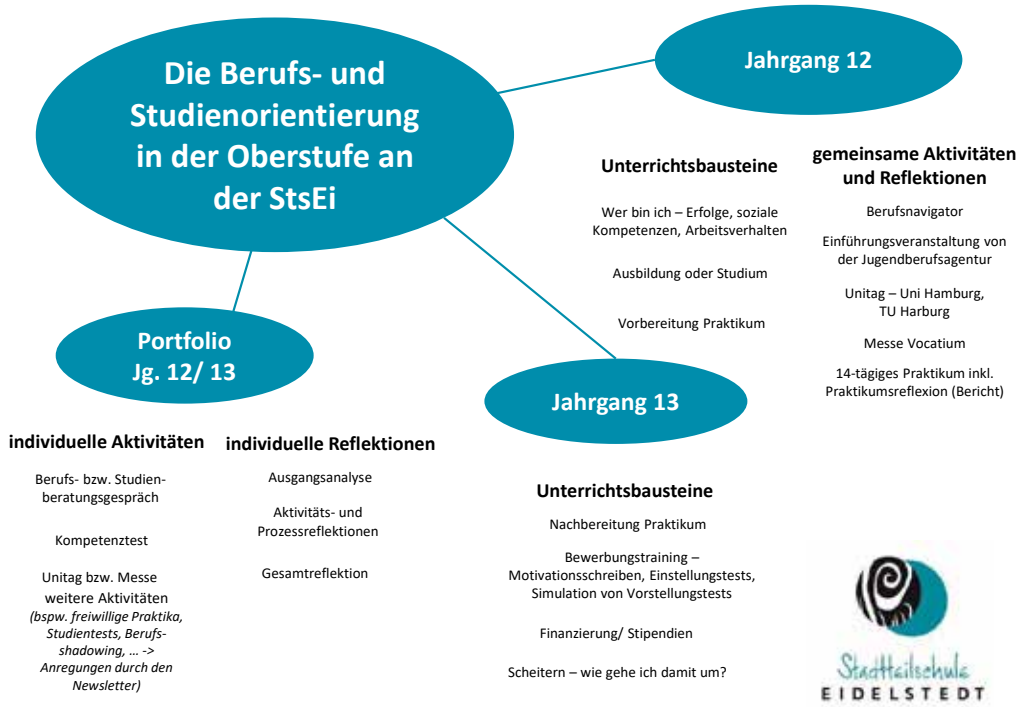 Die Berufs- und
Studienorientierung
in der Oberstufe an
der StsEi
Jahrgang 12
Unterrichtsbausteine
Wer bin ich – Erfolge, soziale
Kompetenzen, Arbeitsverhalten
Ausbildung oder Studium
Vorbereitung Praktikum
gemeinsame Aktivitäten
und Reflektionen
Berufsnavigator
Einführungsveranstaltung von
der Jugendberufsagentur
Unitag – Uni Hamburg,
TU Harburg
Messe Vocatium
14-tägiges Praktikum inkl.
Praktikumsreflexion (Bericht)
Portfolio
Jg. 12/ 13
individuelle Aktivitäten
Berufs- bzw. Studien-
beratungsgespräch
Kompetenztest
Unitag bzw. Messe
weitere Aktivitäten
(bspw. freiwillige Praktika,
Studientests, Berufs-
shadowing, ... ->
Anregungen durch den
Newsletter)
individuelle Reflektionen
Ausgangsanalyse
Aktivitäts- und
Prozessreflektionen
Gesamtreflektion
Jahrgang 13
Unterrichtsbausteine
Nachbereitung Praktikum
Bewerbungstraining –
Motivationsschreiben, Einstellungstests,
Simulation von Vorstellungstests
Finanzierung/ Stipendien
Scheitern – wie gehe ich damit um?
Stadtteilschule
EIDELSTEDT